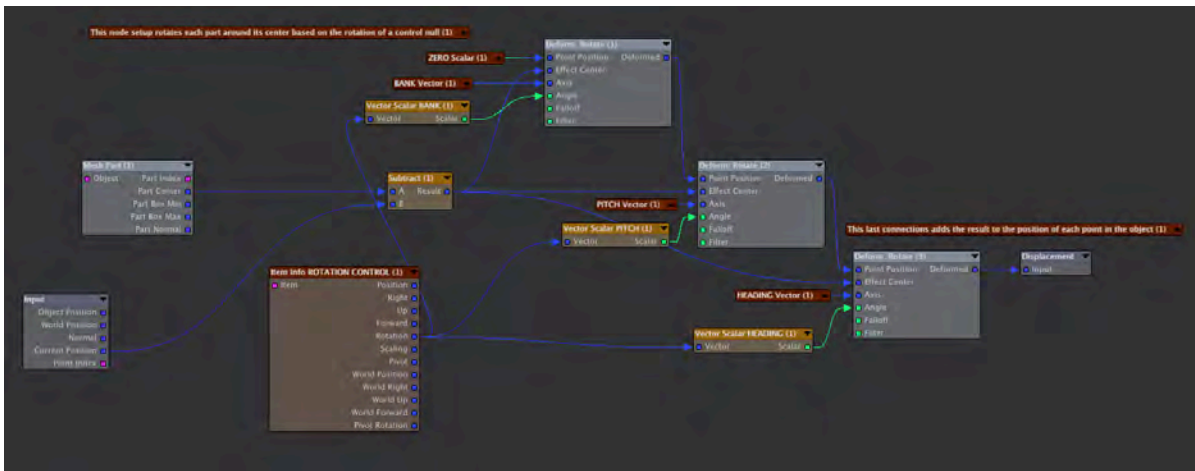 This node setup rotates each part around its center based on the rotation of a control null (1)
Deform: Rotate (1)
Point Position Deformed
Effect Center
Axis
Angle
Falloff
Filter
ZERO Scalar (1)
BANK Vector (1)
Vector Scalar BANK (1)
Vector Scalar
Mesh Part (1)
Object Part Index
Part Center
Part Box Min
Part Box Max
Part Normal
Subtract (1)
A Result
B
Deform: Rotate (2)
Point Position Deformed
Effect Center
Axis
Angle
Falloff
Filter
PITCH Vector (1)
Vector Scalar PITCH (1)
Vector Scalar
This last connections adds the result to the position of each point in the object (1)
Deform: Rotate (3)
Point Position Deformed
Effect Center
Axis
Angle
Falloff
Filter
Displacement
Input
HEADING Vector (1)
Vector Scalar HEADING (1)
Vector Scalar
Item Info ROTATION CONTROL (1)
Item Position
Right
Up
Forward
Rotation
Scaling
Pivot
World Position
World Right
World Up
World Forward
Pivot Rotation
Input
Object Position
World Position
Normal
Current Position
Point Index